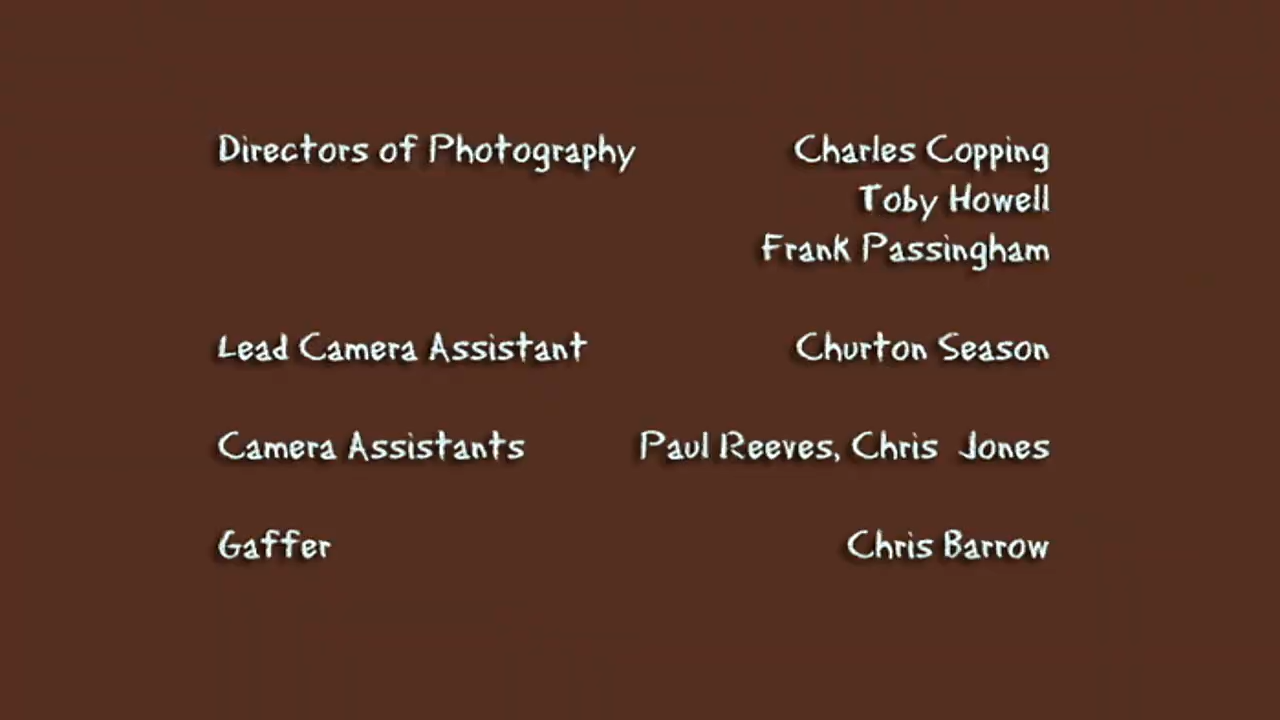 Directors of Photography Charles Copping
Toby Howell
Frank Passingham
Lead Camera Assistant Churton Season
Camera Assistants Paul Reeves, Chris Jones
Gaffer Chris Barrow